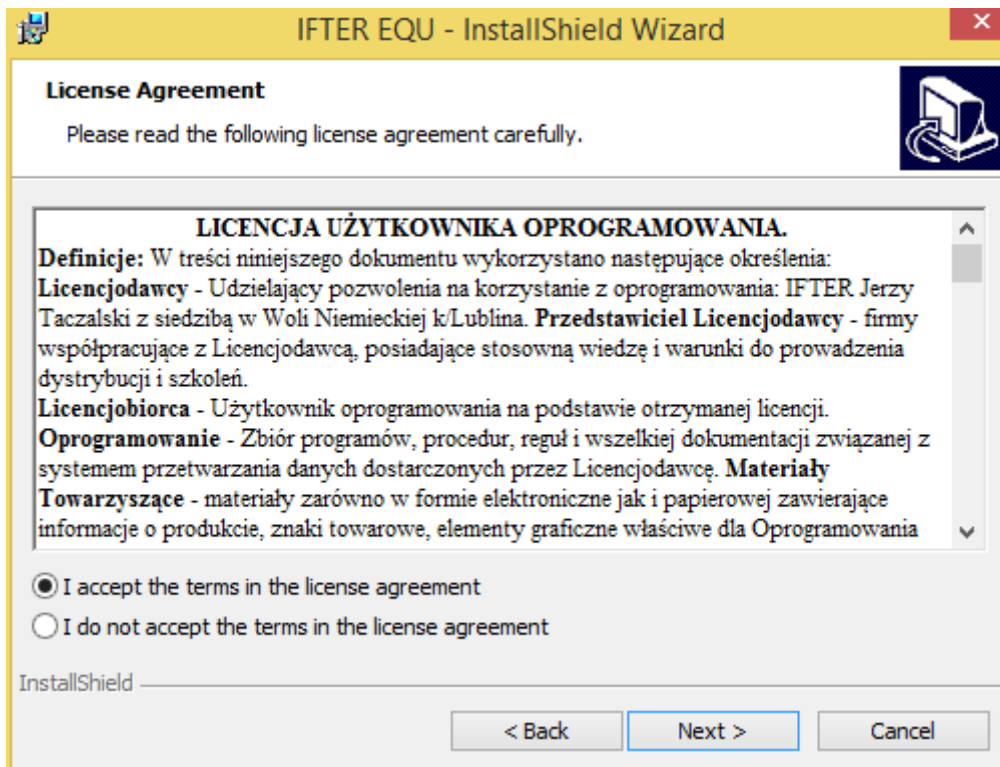 IFTER EQU - InstallShield Wizard
License Agreement
Please read the following license agreement carefully.
LICENCJA UŻYTKOWNIKA OPROGRAMOWANIA.
Definicje: W treści niniejszego dokumentu wykorzystano następujące określenia:
Licencjodawcy - Udzielający pozwolenia na korzystanie z oprogramowania: IFTER Jerzy
Taczalski z siedzibą w Woli Niemieckiej k/Lublina. Przedstawiciel Licencjodawcy - firmy
współpracujące z Licencjodawcą, posiadające stosowną wiedzę i warunki do prowadzenia
dystrybucji i szkoleń.
Licencjobiorca - Użytkownik oprogramowania na podstawie otrzymanej licencji.
Oprogramowanie - Zbiór programów, procedur, reguł i wszelkiej dokumentacji związanej z
systemem przetwarzania danych dostarczonych przez Licencjodawcę. Materiały
Towarzyszące - materiały zarówno w formie elektroniczne jak i papierowej zawierające
informacje o produkcie, znaki towarowe, elementy graficzne właściwe dla Oprogramowania
I accept the terms in the license agreement
I do not accept the terms in the license agreement
InstallShield
< Back
Next >
Cancel